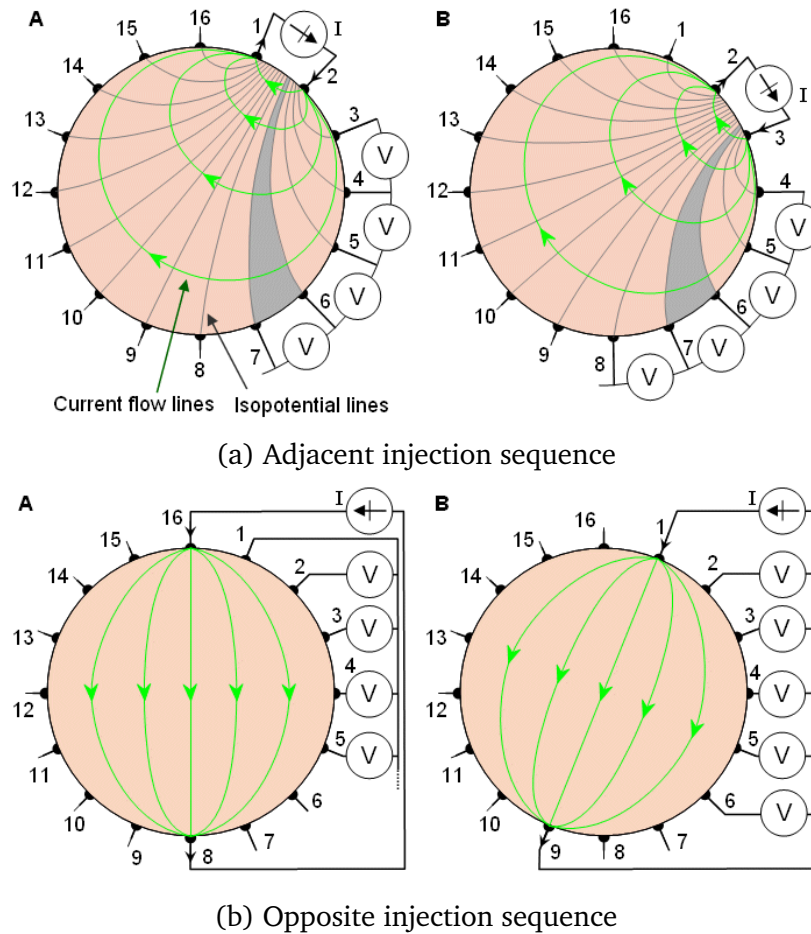 A
16
1
I
15
2
14
3
13
V
12
4
V
11
5
V
10
6
V
9
8
7
Current flow lines
Isopotential lines
B
16
15
1
2
14
I
13
3
12
4
V
11
5
V
10
6
V
9
7
8
V
V
(a) Adjacent injection sequence
A
I
16
15
1
14
2
V
13
3
V
12
4
V
11
5
V
10
6
9
7
8
B
I
16
1
15
2
V
14
13
3
V
12
4
V
11
5
V
10
6
V
9
8
7
(b) Opposite injection sequence